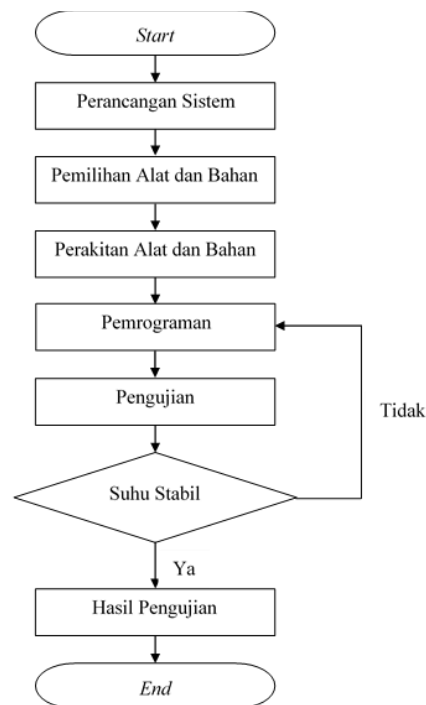 Start
Perancangan Sistem
Pemilihan Alat dan Bahan
Perakitan Alat dan Bahan
Pemrograman
Pengujian
Tidak
Suhu Stabil
Ya
Hasil Pengujian
End